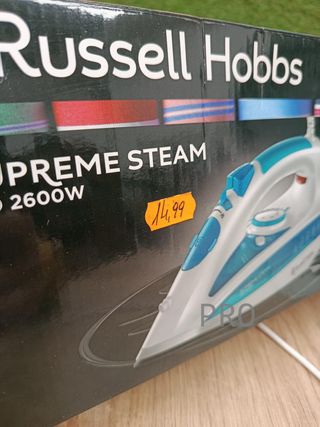 Russell Hobbs
UPREME STEAM
O 2600W
14,99
PRO